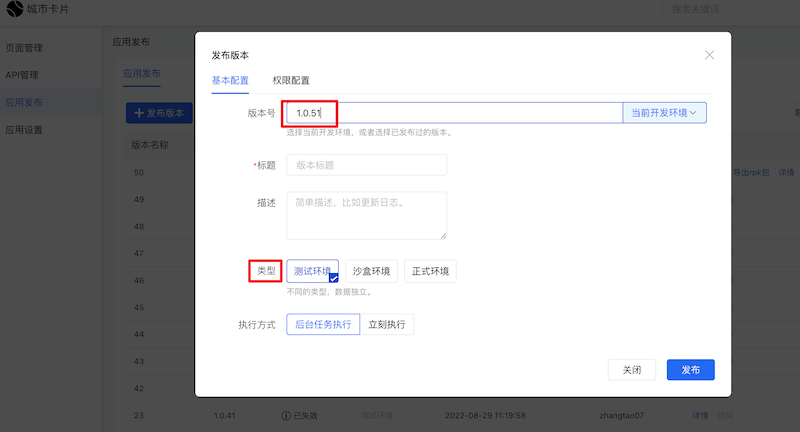 城市卡片
搜索关键词
页面管理
API管理
应用发布
应用设置
应用发布
应用发布
发布版本
版本名称
50
导出rpk包 详情
49
48
47
46
45
44
43
42
23 1.0.41 已失效 测试环境 2022-08-29 11:19:58 zhangtao07 详情
发布版本
基本配置 权限配置
版本号 1.0.51 当前开发环境
选择当前开发环境，或者选择已发布过的版本。
*标题 版本标题
描述 简单描述，比如更新日志。
类型 测试环境 沙盒环境 正式环境
不同的类型，数据独立。
执行方式 后台任务执行 立刻执行
关闭 发布